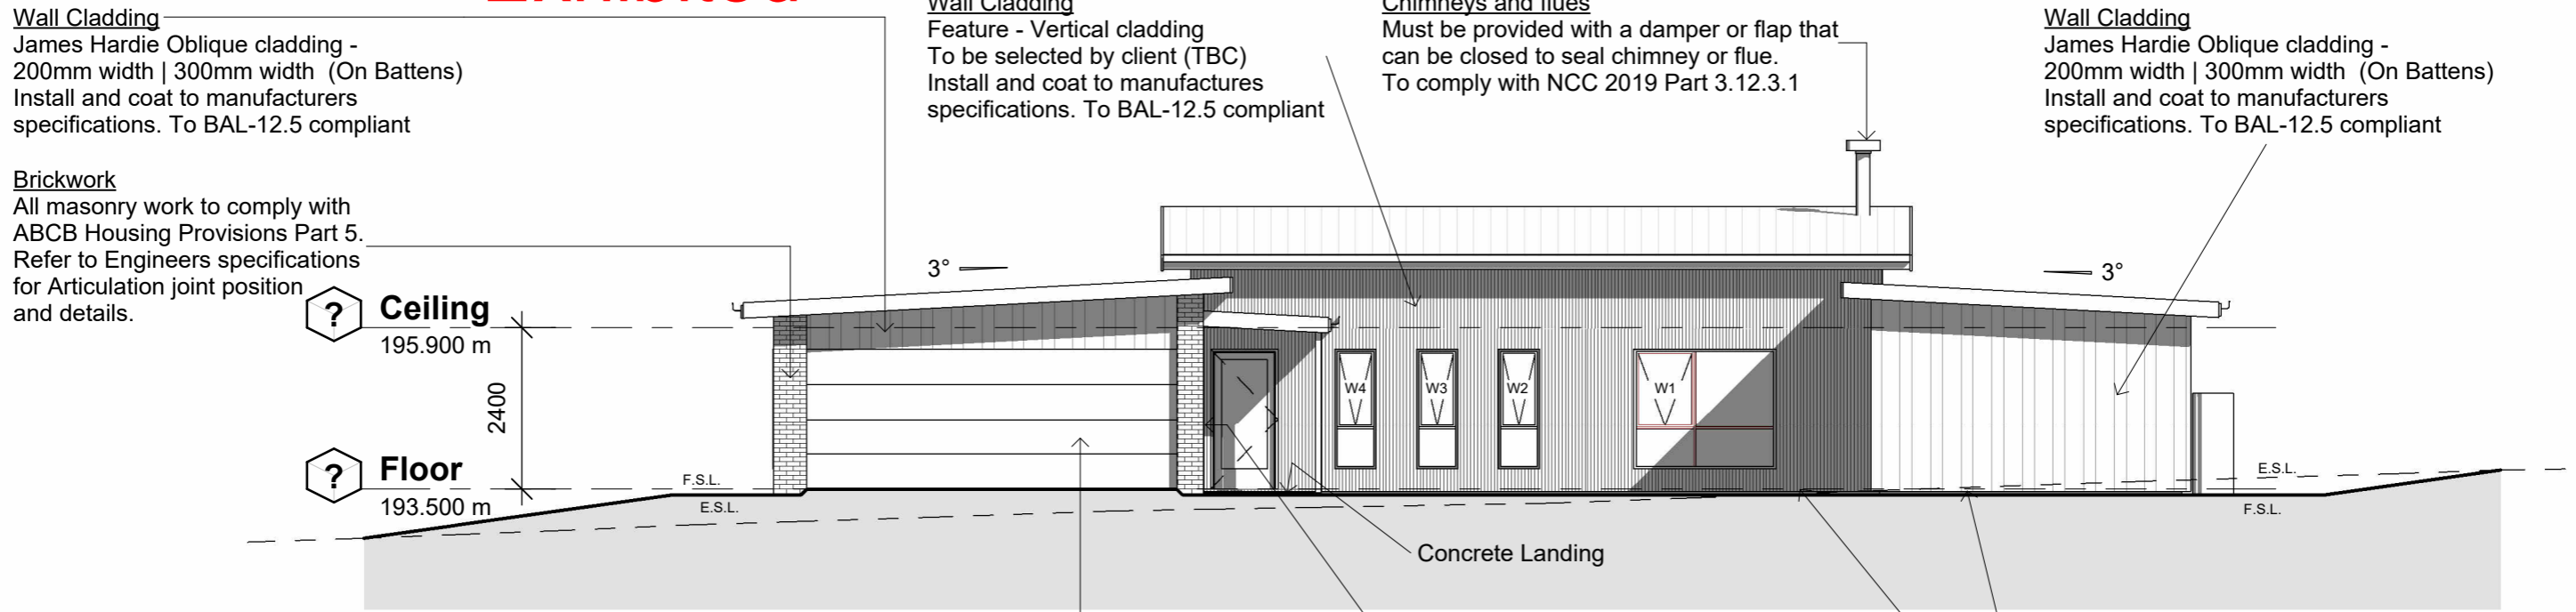 Wall Cladding
James Hardie Oblique cladding -
200mm width | 300mm width (On Battens)
Install and coat to manufacturers
specifications. To BAL-12.5 compliant
Brickwork
All masonry work to comply with
ABCB Housing Provisions Part 5.
Refer to Engineers specifications
for Articulation joint position
and details.
Wall Cladding
Feature - Vertical cladding
To be selected by client (TBC)
Install and coat to manufactures
specifications. To BAL-12.5 compliant
Chimneys and flues
Must be provided with a damper or flap that
can be closed to seal chimney or flue.
To comply with NCC 2019 Part 3.12.3.1
Wall Cladding
James Hardie Oblique cladding -
200mm width | 300mm width (On Battens)
Install and coat to manufacturers
specifications. To BAL-12.5 compliant
3°
3°
? Ceiling
195.900 m
2400
? Floor
193.500 m
W4
W3
W2
W1
F.S.L.
E.S.L.
E.S.L.
F.S.L.
Concrete Landing